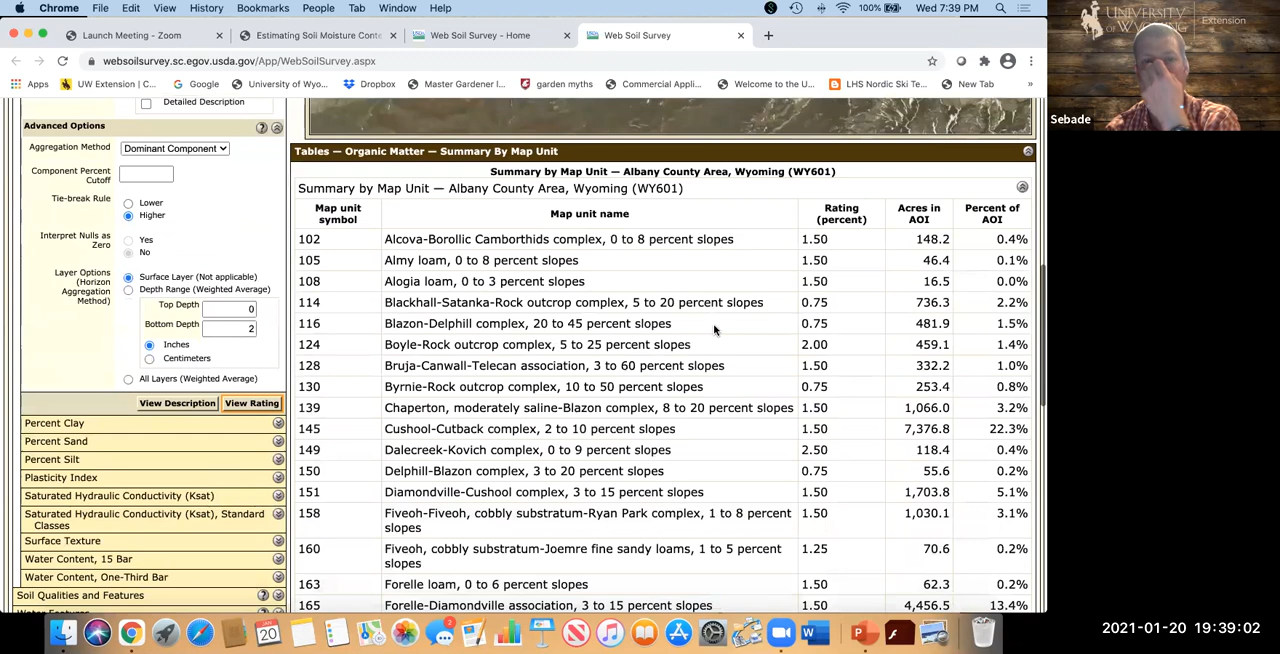 Chrome File Edit View History Bookmarks People Tab Window Help 100% Wed 7:39 PM
Launch Meeting - Zoom × Estimating Soil Moisture Conte × Web Soil Survey - Home × Web Soil Survey × +
websoilsurvey.sc.egov.usda.gov/App/WebSoilSurvey.aspx
Apps UW Extension | C... Google University of Wyo... Dropbox Master Gardener I... garden myths Commercial Appl... Welcome to the U... LHS Nordic Ski Te... New Tab »
UNIVERSITY
OF WYOMING
Extension
Sebade
Detailed Description
Advanced Options
Aggregation Method Dominant Component
Component Percent
Cutoff
Tie-break Rule
Lower
Higher
Interpret Nulls as
Zero
Yes
No
Layer Options
(Horizon
Aggregation
Method)
Surface Layer (Not applicable)
Depth Range (Weighted Average)
Top Depth 0
Bottom Depth 2
Inches
Centimeters
All Layers (Weighted Average)
View Description View Rating
Percent Clay
Percent Sand
Percent Silt
Plasticity Index
Saturated Hydraulic Conductivity (Ksat)
Saturated Hydraulic Conductivity (Ksat), Standard
Classes
Surface Texture
Water Content, 15 Bar
Water Content, One-Third Bar
Soil Qualities and Features
Water Features
Tables — Organic Matter — Summary By Map Unit
Summary by Map Unit — Albany County Area, Wyoming (WY601)
Summary by Map Unit — Albany County Area, Wyoming (WY601)
Map unit symbol Map unit name Rating (percent) Acres in AOI Percent of AOI
102 Alcova-Borollic Camborthids complex, 0 to 8 percent slopes 1.50 148.2 0.4%
105 Almy loam, 0 to 8 percent slopes 1.50 46.4 0.1%
108 Alogia loam, 0 to 3 percent slopes 1.50 16.5 0.0%
114 Blackhall-Satanka-Rock outcrop complex, 5 to 20 percent slopes 0.75 736.3 2.2%
116 Blazon-Delphill complex, 20 to 45 percent slopes 0.75 481.9 1.5%
124 Boyle-Rock outcrop complex, 5 to 25 percent slopes 2.00 459.1 1.4%
128 Bruja-Canwall-Telecan association, 3 to 60 percent slopes 1.50 332.2 1.0%
130 Byrnie-Rock outcrop complex, 10 to 50 percent slopes 0.75 253.4 0.8%
139 Chaperton, moderately saline-Blazon complex, 8 to 20 percent slopes 1.50 1,066.0 3.2%
145 Cushool-Cutback complex, 2 to 10 percent slopes 1.50 7,376.8 22.3%
149 Dalecreek-Kovich complex, 0 to 9 percent slopes 2.50 118.4 0.4%
150 Delphill-Blazon complex, 3 to 20 percent slopes 0.75 55.6 0.2%
151 Diamondville-Cushool complex, 3 to 15 percent slopes 1.50 1,703.8 5.1%
158 Fiveoh-Fiveoh, cobbly substratum-Ryan Park complex, 1 to 8 percent 1.50 1,030.1 3.1%
slopes
160 Fiveoh, cobbly substratum-Joemre fine sandy loams, 1 to 5 percent 1.25 70.6 0.2%
slopes
163 Forelle loam, 0 to 6 percent slopes 1.50 62.3 0.2%
165 Forelle-Diamondville association, 3 to 15 percent slopes 1.50 4,456.5 13.4%
JAN
20
2
2021-01-20 19:39:02